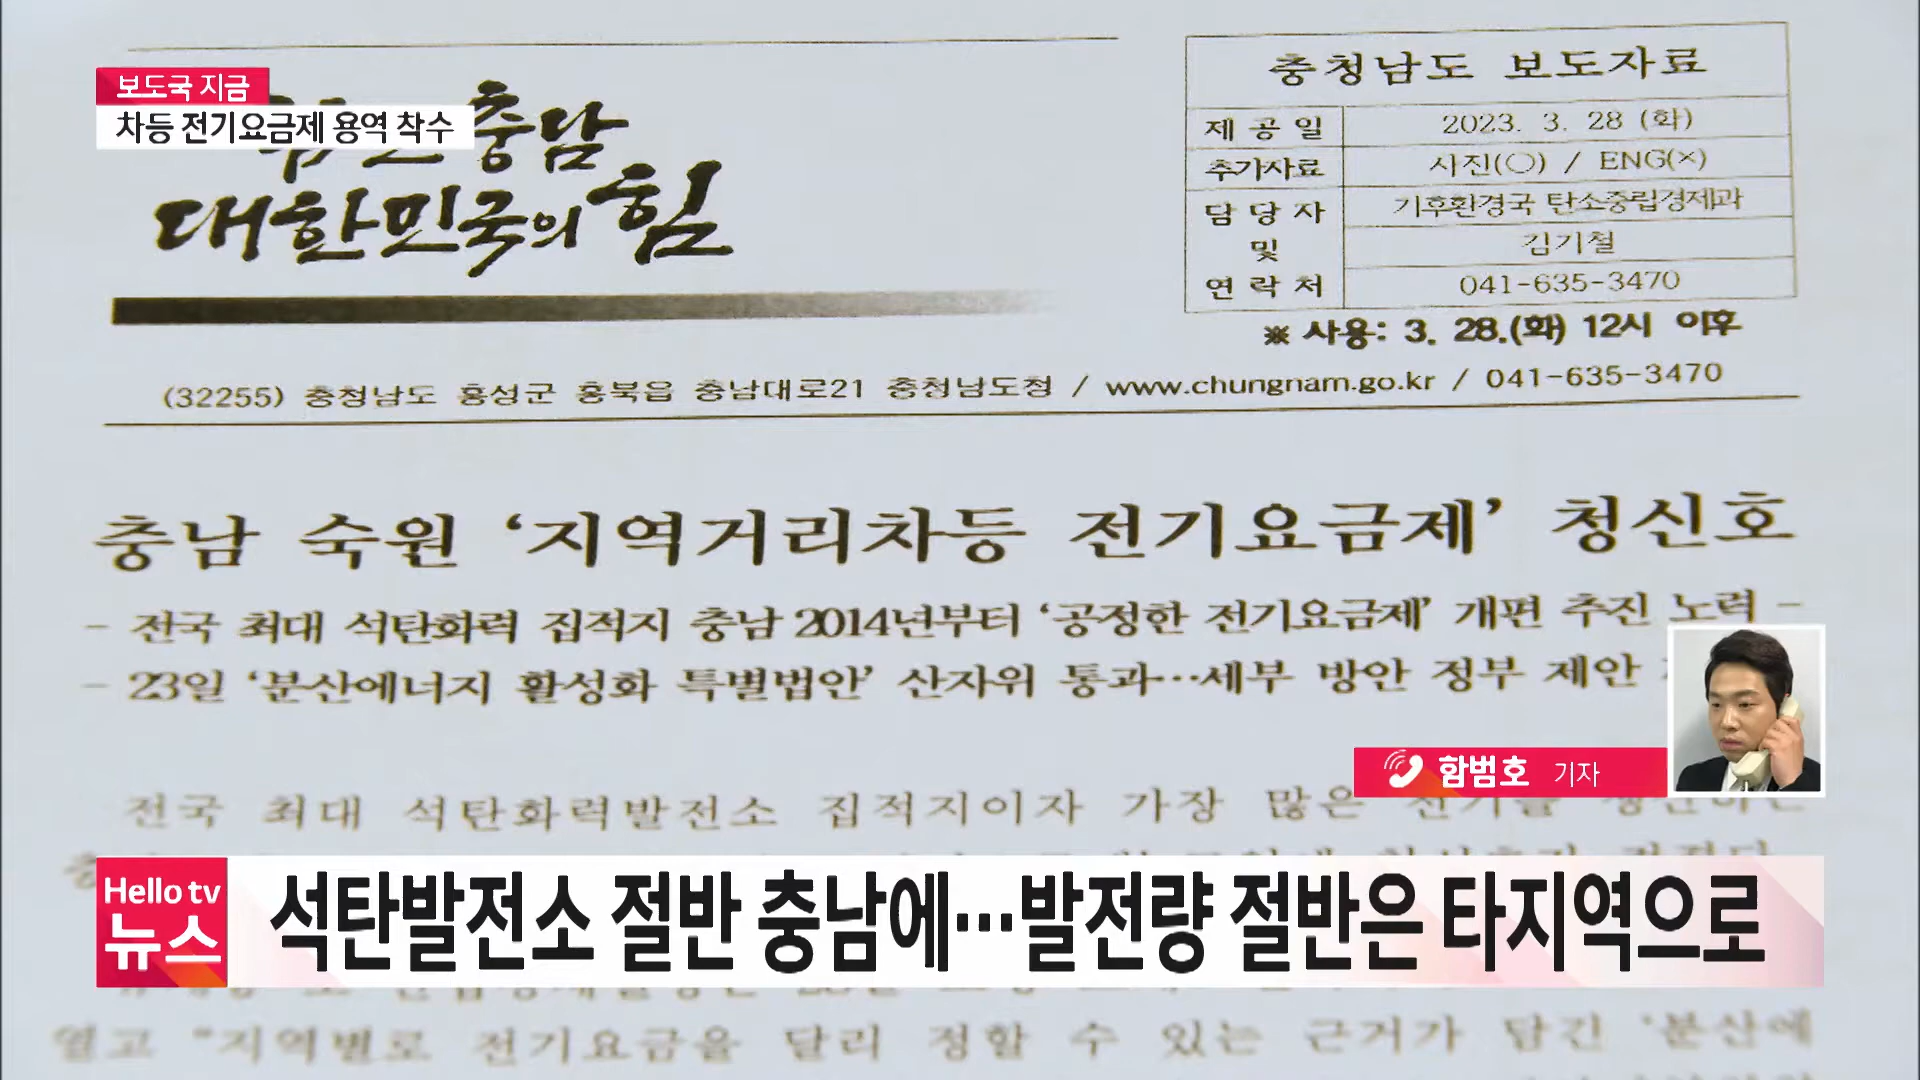 보도국 지금
차등 전기요금제 용역 착수
충남
대한민국의 힘
충청남도 보도자료
제 공 일 2023. 3. 28 (화)
추가자료 사진(○) / ENG(×)
담 당 자 기후환경국 탄소중립경제과
및 김기철
연 락 처 041-635-3470
※ 사용: 3. 28.(화) 12시 이후
(32255) 충청남도 홍성군 홍북읍 충남대로21 충청남도청 / www.chungnam.go.kr / 041-635-3470
충남 숙원 ‘지역거리차등 전기요금제’ 청신호
- 전국 최대 석탄화력 집적지 충남 2014년부터 ‘공정한 전기요금제’ 개편 추진 노력 -
- 23일 ‘분산에너지 활성화 특별법안’ 산자위 통과…세부 방안 정부 제안
함범호 기자
전국 최대 석탄화력발전소 집적지이자 가장 많은
Hello tv
뉴스
석탄발전소 절반 충남에…발전량 절반은 타지역으로
열고 “지역별로 전기요금을 달리 정할 수 있는 근거가 담긴 ‘분산에